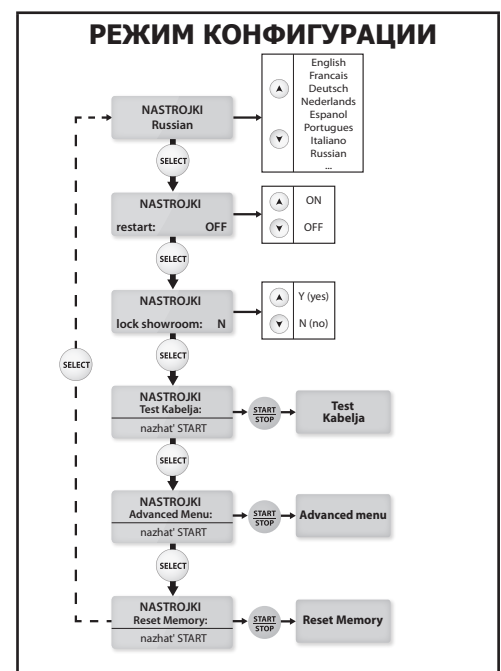 РЕЖИМ КОНФИГУРАЦИИ
NASTROJKI
Russian
English
Francais
Deutsch
Nederlands
Espanol
Portugues
Italiano
Russian
...
SELECT
NASTROJKI
restart: OFF
ON
OFF
SELECT
NASTROJKI
lock showroom: N
Y (yes)
N (no)
SELECT
SELECT
NASTROJKI
Test Kabelja:
nazhat' START
START
STOP
Test
Kabelja
SELECT
NASTROJKI
Advanced Menu:
nazhat' START
START
STOP
Advanced menu
SELECT
NASTROJKI
Reset Memory:
nazhat' START
START
STOP
Reset Memory